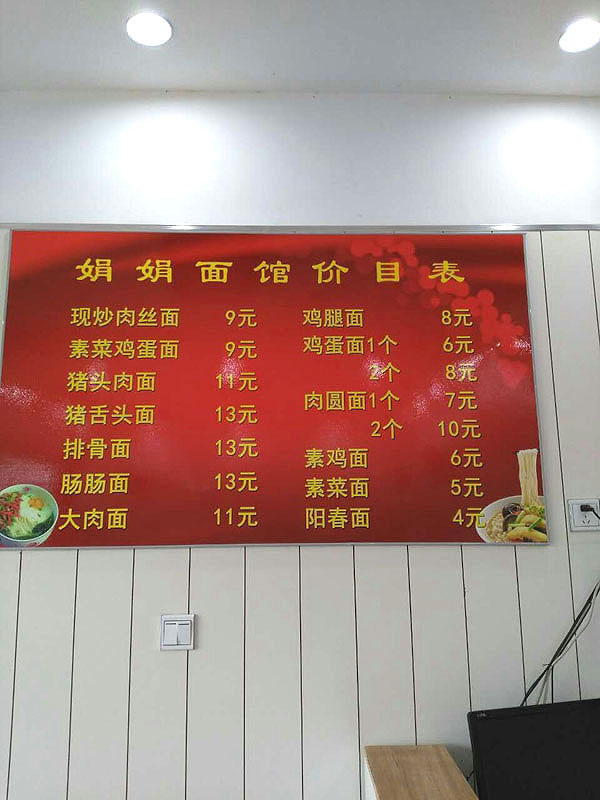 娟娟面馆价目表
现炒肉丝面 9元
素菜鸡蛋面 9元
猪头肉面 11元
猪舌头面 13元
排骨面 13元
肠肠面 13元
大肉面 11元
鸡腿面 8元
鸡蛋面1个 6元
2个 8元
肉圆面1个 7元
2个 10元
素鸡面 6元
素菜面 5元
阳春面 4元